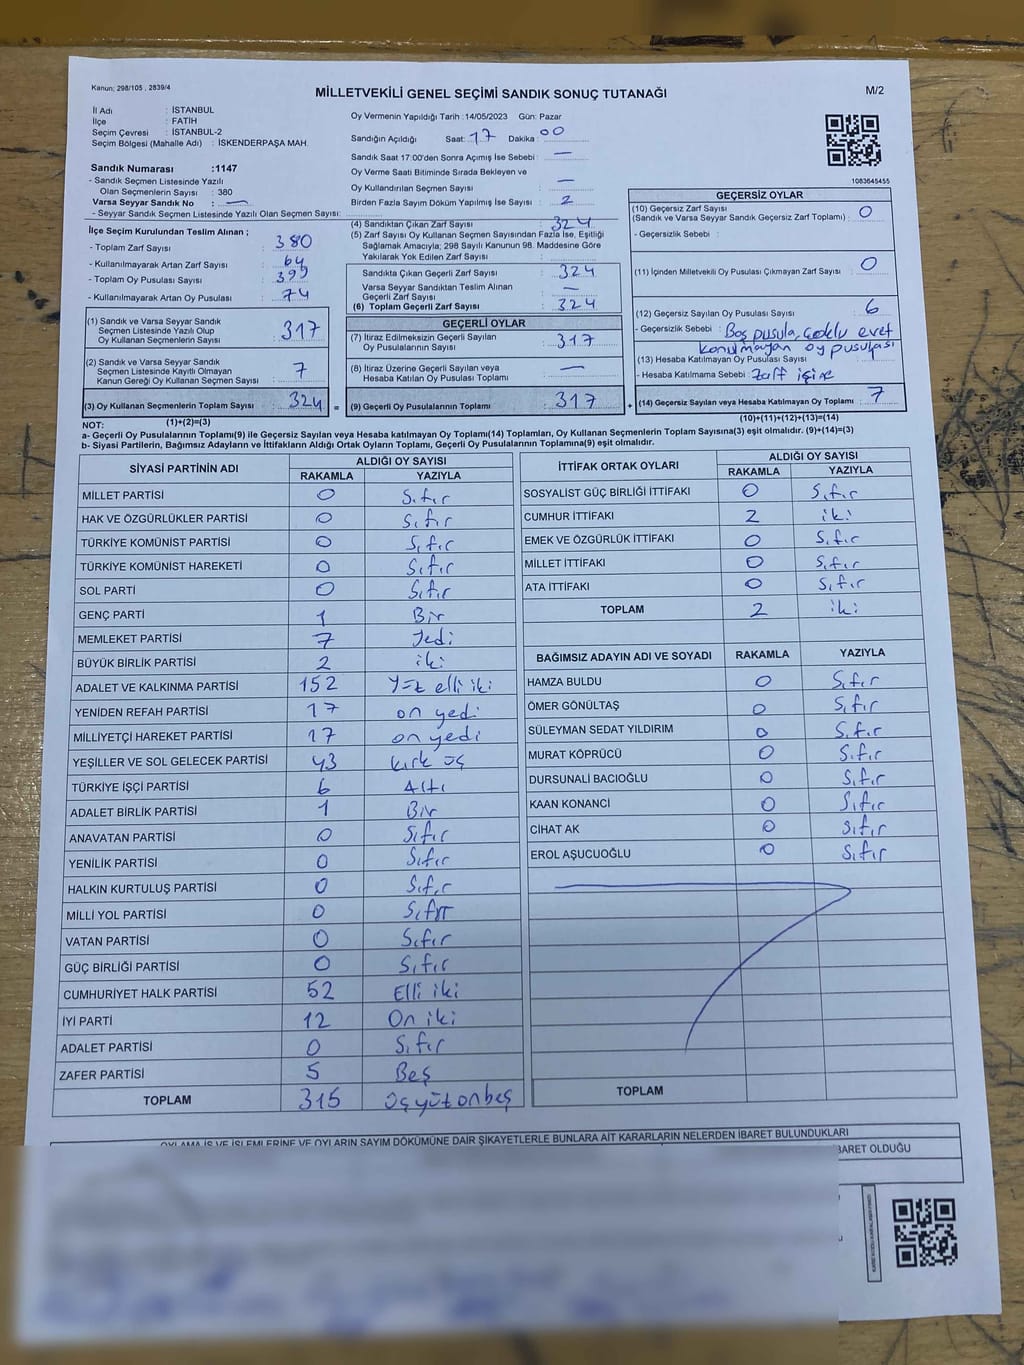 Kanun; 298/105 , 2839/4
MİLLETVEKİLİ GENEL SEÇİMİ SANDIK SONUÇ TUTANAĞI
M/2
İl Adı : İSTANBUL
İlçe : FATİH
Seçim Çevresi : İSTANBUL-2
Seçim Bölgesi (Mahalle Adı) : İSKENDERPAŞA MAH.
Sandık Numarası :1147
- Sandık Seçmen Listesinde Yazılı
Olan Seçmenlerin Sayısı : 380
Varsa Seyyar Sandık No : —
- Seyyar Sandık Seçmen Listesinde Yazılı Olan Seçmen Sayısı:
Oy Vermenin Yapıldığı Tarih :14/05/2023 Gün: Pazar
Sandığın Açıldığı Saat: 17 Dakika : 00
Sandık Saat 17:00'den Sonra Açımış İse Sebebi : —
Oy Verme Saati Bitiminde Sırada Bekleyen ve
Oy Kullandırılan Seçmen Sayısı : —
Birden Fazla Sayım Döküm Yapılmış İse Sayısı : 2
1083645455
İlçe Seçim Kurulundan Teslim Alınan ;
- Toplam Zarf Sayısı : 380
- Kullanılmayarak Artan Zarf Sayısı : 64
- Toplam Oy Pusulası Sayısı : 399
- Kullanılmayarak Artan Oy Pusulası : 74
(1) Sandık ve Varsa Seyyar Sandık
Seçmen Listesinde Yazılı Olup
Oy Kullanan Seçmenlerin Sayısı : 317
(2) Sandık ve Varsa Seyyar Sandık
Seçmen Listesinde Kayıtlı Olmayan
Kanun Gereği Oy Kullanan Seçmen Sayısı : 7
(3) Oy Kullanan Seçmenlerin Toplam Sayısı : 324 =
(1)+(2)=(3)
(4) Sandıktan Çıkan Zarf Sayısı : 324
(5) Zarf Sayısı Oy Kullanan Seçmen Sayısından Fazla İse, Eşitliği
Sağlamak Amacıyla; 298 Sayılı Kanunun 98. Maddesine Göre
Yakılarak Yok Edilen Zarf Sayısı :
Sandıkta Çıkan Geçerli Zarf Sayısı : 324
Varsa Seyyar Sandıktan Teslim Alınan
Geçerli Zarf Sayısı : —
(6) Toplam Geçerli Zarf Sayısı : 324
GEÇERLİ OYLAR
(7) İtiraz Edilmeksizin Geçerli Sayılan
Oy Pusulalarının Sayısı : 317
(8) İtiraz Üzerine Geçerli Sayılan veya
Hesaba Katılan Oy Pusulası Toplamı : —
(9) Geçerli Oy Pusulalarının Toplamı : 317 +
GEÇERSİZ OYLAR
(10) Geçersiz Zarf Sayısı
(Sandık ve Varsa Seyyar Sandık Geçersiz Zarf Toplamı) : 0
- Geçersizlik Sebebi :
(11) İçinden Milletvekili Oy Pusulası Çıkmayan Zarf Sayısı : 0
(12) Geçersiz Sayılan Oy Pusulası Sayısı : 6
- Geçersizlik Sebebi : Boş pusula, evet
oy pusulası
(13) Hesaba Katılmayan Oy Pusulası Sayısı :
- Hesaba Katılmama Sebebi :
(14) Geçersiz Sayılan veya Hesaba Katılmayan Oy Toplamı : 7
(10)+(11)+(12)+(13)=(14)
NOT:
a- Geçerli Oy Pusulalarının Toplamı(9) ile Geçersiz Sayılan veya Hesaba katılmayan Oy Toplamı(14) Toplamları, Oy Kullanan Seçmenlerin Toplam Sayısına(3) eşit olmalıdır. (9)+(14)=(3)
b- Siyasi Partilerin, Bağımsız Adayların ve İttifakların Aldığı Ortak Oyların Toplamı, Geçerli Oy Pusulalarının Toplamına(9) eşit olmalıdır.
SİYASİ PARTİNİN ADI ALDIĞI OY SAYISI
RAKAMLA YAZIYLA
MİLLET PARTİSİ 0 Sıfır
HAK VE ÖZGÜRLÜKLER PARTİSİ 0 Sıfır
TÜRKİYE KOMÜNİST PARTİSİ 0 Sıfır
TÜRKİYE KOMÜNİST HAREKETİ 0 Sıfır
SOL PARTİ 0 Sıfır
GENÇ PARTİ 1 Bir
MEMLEKET PARTİSİ 7 Yedi
BÜYÜK BİRLİK PARTİSİ 2 iki
ADALET VE KALKINMA PARTİSİ 152 Yüz elli iki
YENİDEN REFAH PARTİSİ 17 on yedi
MİLLİYETÇİ HAREKET PARTİSİ 17 on yedi
YEŞİLLER VE SOL GELECEK PARTİSİ 43 kırk üç
TÜRKİYE İŞÇİ PARTİSİ 6 Altı
ADALET BİRLİK PARTİSİ 1 Bir
ANAVATAN PARTİSİ 0 Sıfır
YENİLİK PARTİSİ 0 Sıfır
HALKIN KURTULUŞ PARTİSİ 0 Sıfır
MİLLİ YOL PARTİSİ 0 Sıfır
VATAN PARTİSİ 0 Sıfır
GÜÇ BİRLİĞİ PARTİSİ 0 Sıfır
CUMHURİYET HALK PARTİSİ 52 Elli iki
İYİ PARTİ 12 On iki
ADALET PARTİSİ 0 Sıfır
ZAFER PARTİSİ 5 Beş
TOPLAM 315 üçyüzonbeş
İTTİFAK ORTAK OYLARI ALDIĞI OY SAYISI
RAKAMLA YAZIYLA
SOSYALİST GÜÇ BİRLİĞİ İTTİFAKI 0 Sıfır
CUMHUR İTTİFAKI 2 iki
EMEK VE ÖZGÜRLÜK İTTİFAKI 0 Sıfır
MİLLET İTTİFAKI 0 Sıfır
ATA İTTİFAKI 0 Sıfır
TOPLAM 2 iki
BAĞIMSIZ ADAYIN ADI VE SOYADI RAKAMLA YAZIYLA
HAMZA BULDU 0 Sıfır
ÖMER GÖNÜLTAŞ 0 Sıfır
SÜLEYMAN SEDAT YILDIRIM 0 Sıfır
MURAT KÖPRÜCÜ 0 Sıfır
DURSUNALİ BACIOĞLU 0 Sıfır
KAAN KONANCİ 0 Sıfır
CİHAT AK 0 Sıfır
EROL AŞUCUOĞLU 0 Sıfır
TOPLAM
OYLAMA İŞ VE İŞLEMLERİNE VE OYLARIN SAYIM DÖKÜMÜNE DAİR ŞİKAYETLERLE BUNLARA AİT KARARLARIN NELERDEN İBARET BULUNDUKLARI
BARET OLDUĞU